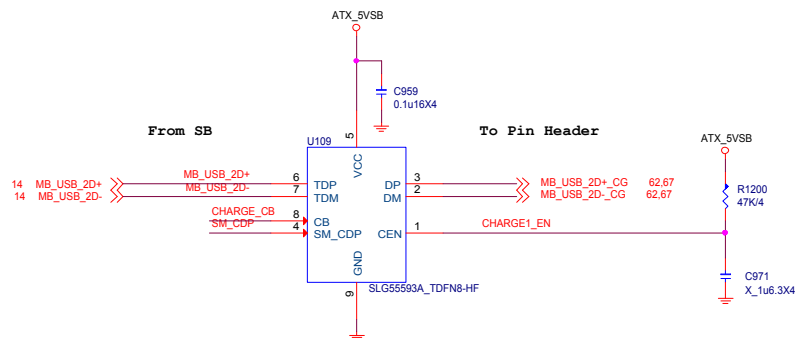 ATX_5VSB
C959
0.1u16X4
From SB
To Pin Header
U109
ATX_5VSB
5
VCC
14 MB_USB_2D+
MB_USB_2D+
6
TDP
DP
3
MB_USB_2D+_CG 62,67
14 MB_USB_2D-
MB_USB_2D-
7
TDM
DM
2
MB_USB_2D-_CG 62,67
R1200
47K/4
CHARGE_CB
8
CB
SM_CDP
4
SM_CDP
CEN
1
CHARGE1_EN
GND
9
SLG55593A_TDFN8-HF
C971
X_1u6.3X4